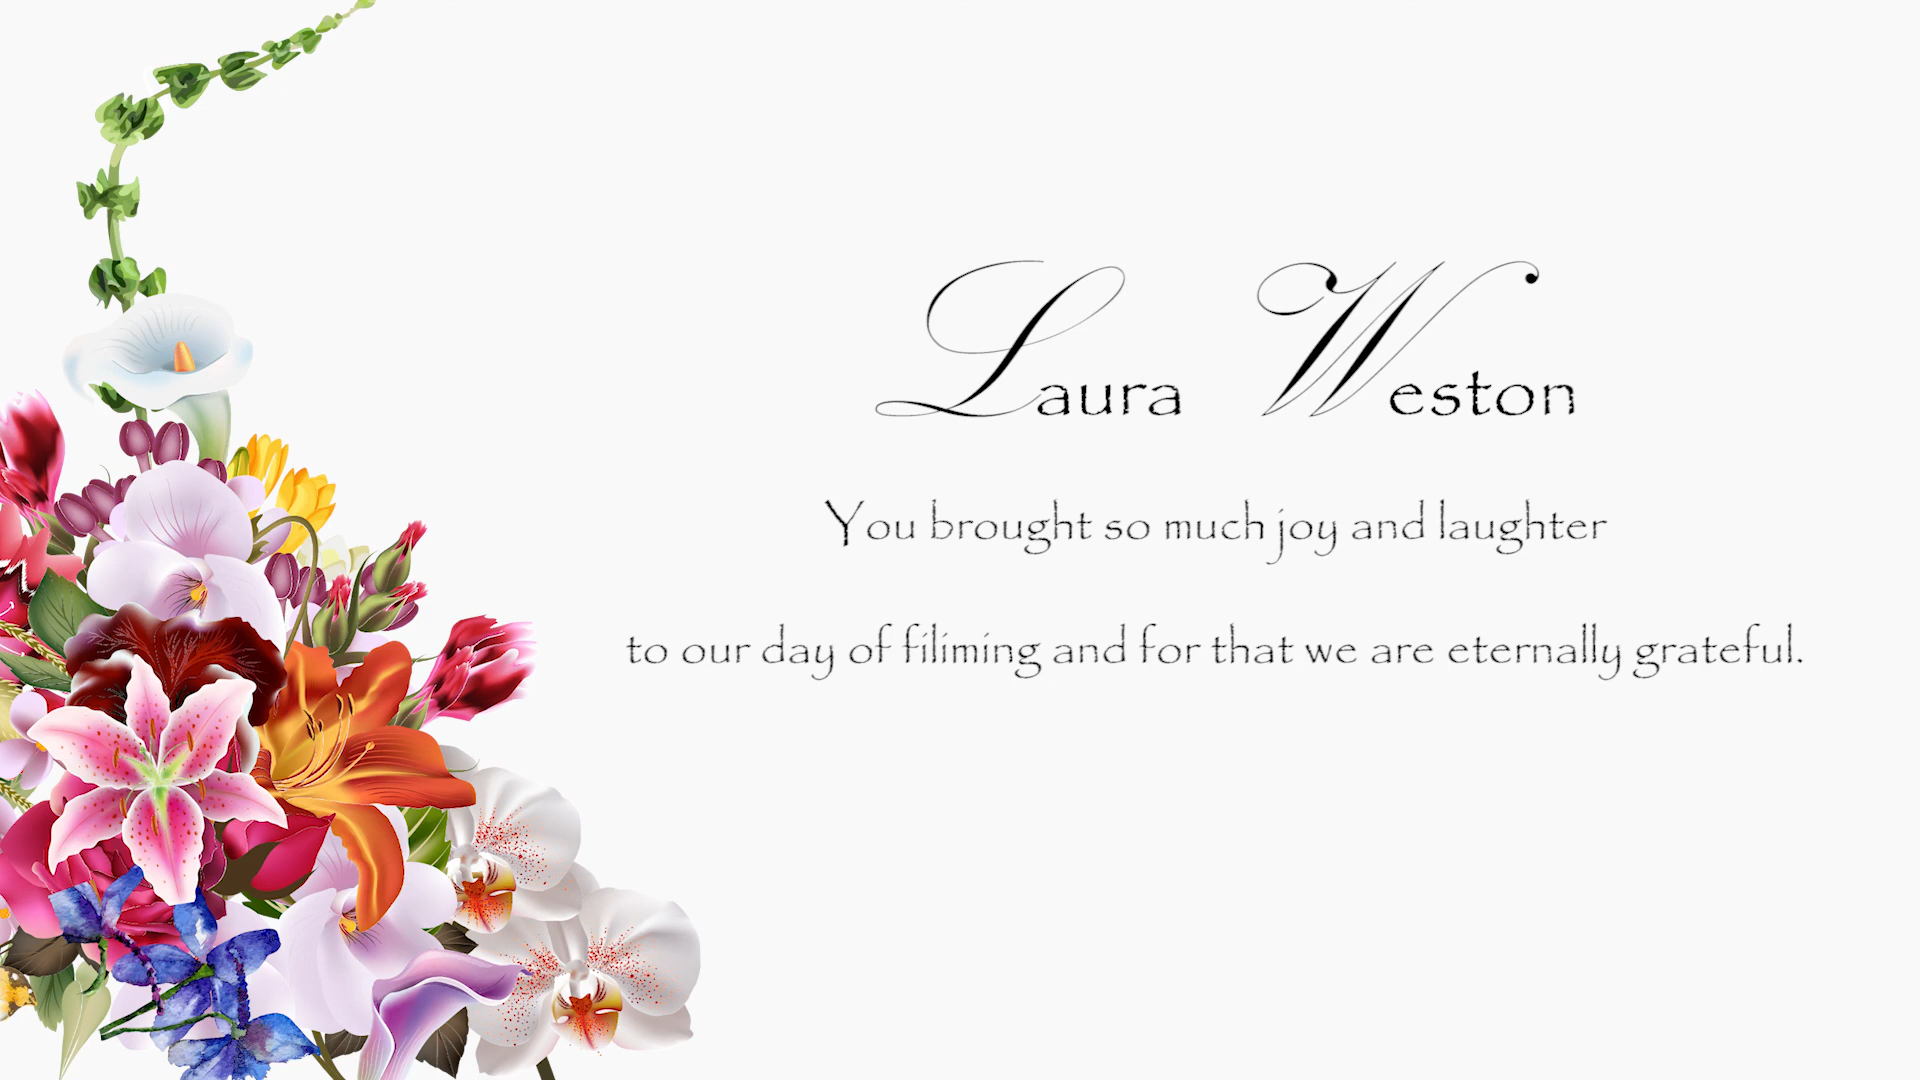 Laura Weston
You brought so much joy and laughter
to our day of filiming and for that we are eternally grateful.